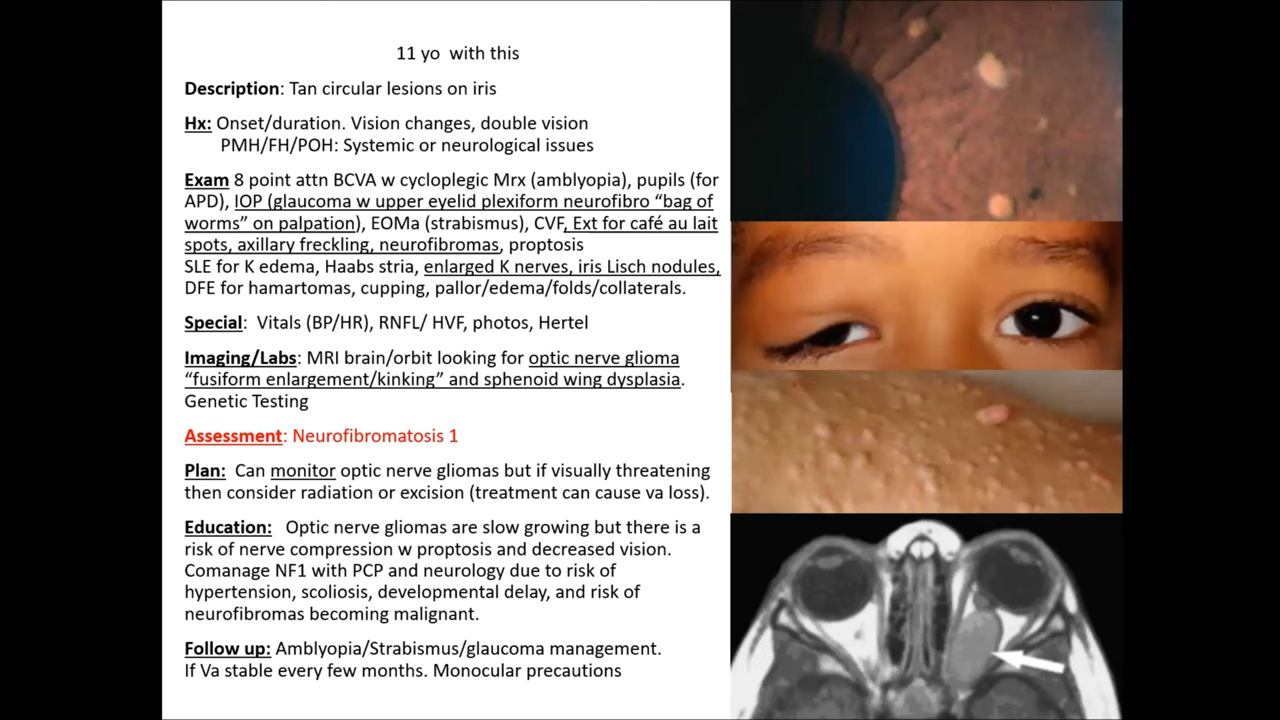 11 yo  with this
Description: Tan circular lesions on iris
Hx: Onset/duration. Vision changes, double vision
PMH/FH/POH: Systemic or neurological issues
Exam 8 point attn BCVA w cycloplegic Mrx (amblyopia), pupils (for
APD), IOP (glaucoma w upper eyelid plexiform neurofibro “bag of
worms” on palpation), EOMa (strabismus), CVF, Ext for café au lait
spots, axillary freckling, neurofibromas, proptosis
SLE for K edema, Haabs stria, enlarged K nerves, iris Lisch nodules,
DFE for hamartomas, cupping, pallor/edema/folds/collaterals.
Special:  Vitals (BP/HR), RNFL/ HVF, photos, Hertel
Imaging/Labs: MRI brain/orbit looking for optic nerve glioma
“fusiform enlargement/kinking” and sphenoid wing dysplasia.
Genetic Testing
Assessment: Neurofibromatosis 1
Plan:  Can monitor optic nerve gliomas but if visually threatening
then consider radiation or excision (treatment can cause va loss).
Education:   Optic nerve gliomas are slow growing but there is a
risk of nerve compression w proptosis and decreased vision.
Comanage NF1 with PCP and neurology due to risk of
hypertension, scoliosis, developmental delay, and risk of
neurofibromas becoming malignant.
Follow up: Amblyopia/Strabismus/glaucoma management.
If Va stable every few months. Monocular precautions